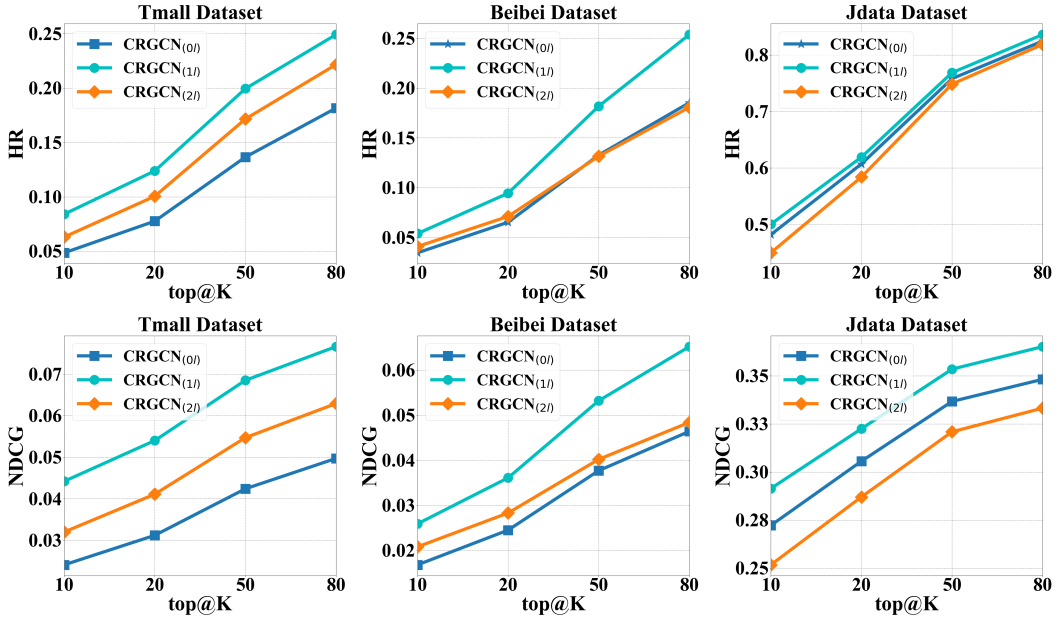 Tmall Dataset
HR
0.25
0.20
0.15
0.10
0.05
CRGCN(0l)
CRGCN(1l)
CRGCN(2l)
10 20 50 80
top@K
Beibei Dataset
HR
0.25
0.20
0.15
0.10
0.05
CRGCN(0l)
CRGCN(1l)
CRGCN(2l)
10 20 50 80
top@K
Jdata Dataset
HR
0.8
0.7
0.6
0.5
CRGCN(0l)
CRGCN(1l)
CRGCN(2l)
10 20 50 80
top@K
Tmall Dataset
NDCG
0.07
0.06
0.05
0.04
0.03
CRGCN(0l)
CRGCN(1l)
CRGCN(2l)
10 20 50 80
top@K
Beibei Dataset
NDCG
0.06
0.05
0.04
0.03
0.02
CRGCN(0l)
CRGCN(1l)
CRGCN(2l)
10 20 50 80
top@K
Jdata Dataset
NDCG
0.35
0.33
0.30
0.28
0.25
CRGCN(0l)
CRGCN(1l)
CRGCN(2l)
10 20 50 80
top@K